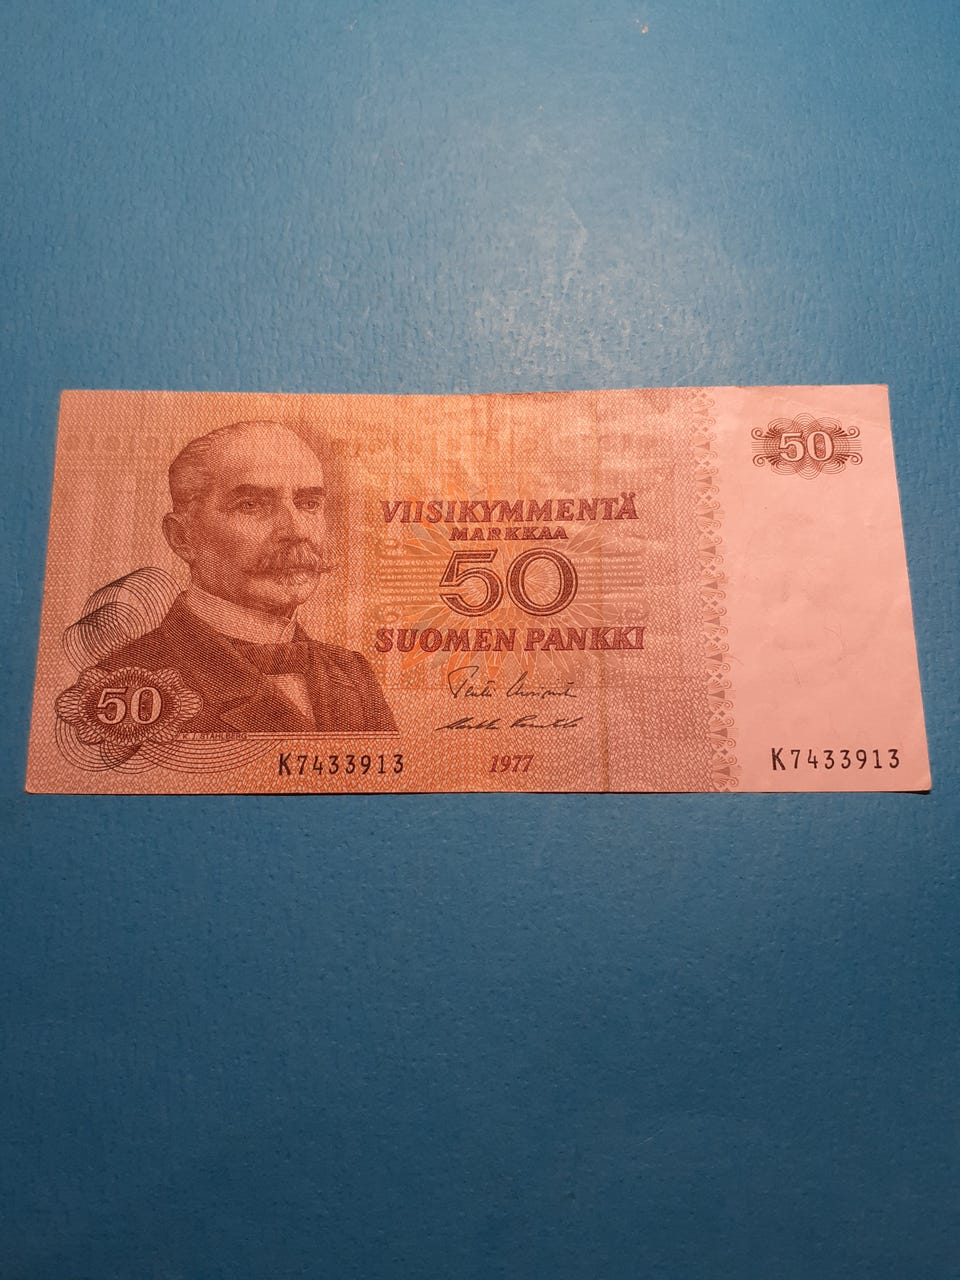 50
VIISIKYMMENTÄ
MARKKAA
50
SUOMEN PANKKI
50
K. J. STÅHLBERG
K7433913
1977
K7433913